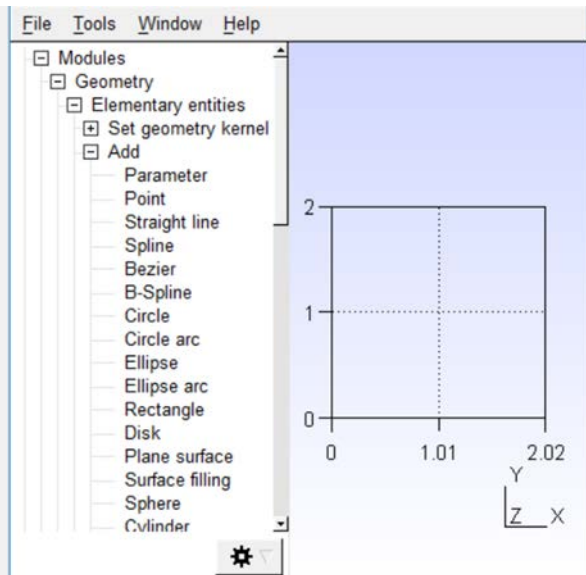 File Tools Window Help
Modules
Geometry
Elementary entities
Set geometry kernel
Add
Parameter
Point
Straight line
Spline
Bezier
B-Spline
Circle
Circle arc
Ellipse
Ellipse arc
Rectangle
Disk
Plane surface
Surface filling
Sphere
Cylinder
2
1
0
0 1.01 2.02
Y
Z X